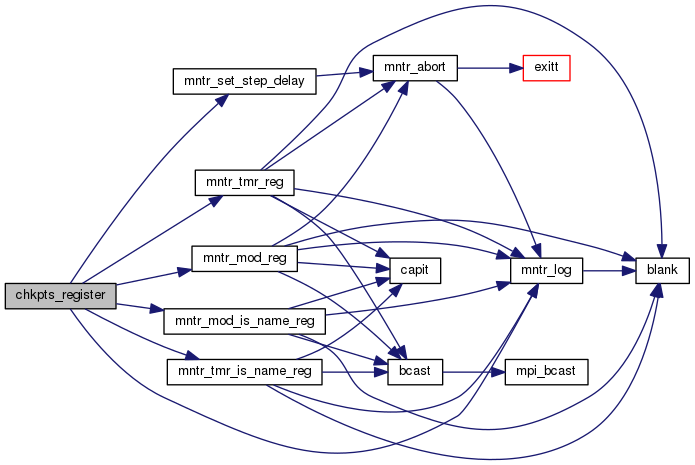 mntr_abort
exitt
mntr_set_step_delay
mntr_tmr_reg
mntr_mod_reg
capit
mntr_log
blank
chkpts_register
mntr_mod_is_name_reg
mntr_tmr_is_name_reg
bcast
mpi_bcast